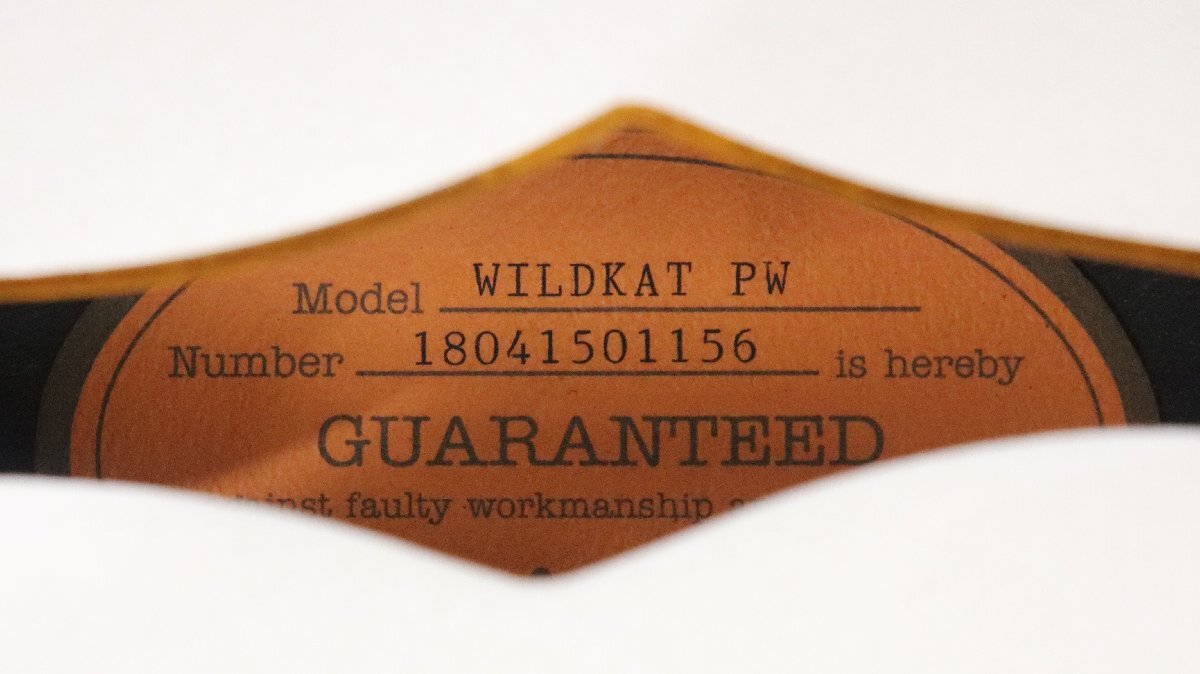 Model WILDKAT PW
Number 18041501156 is hereby
GUARANTEED
faulty workmanship